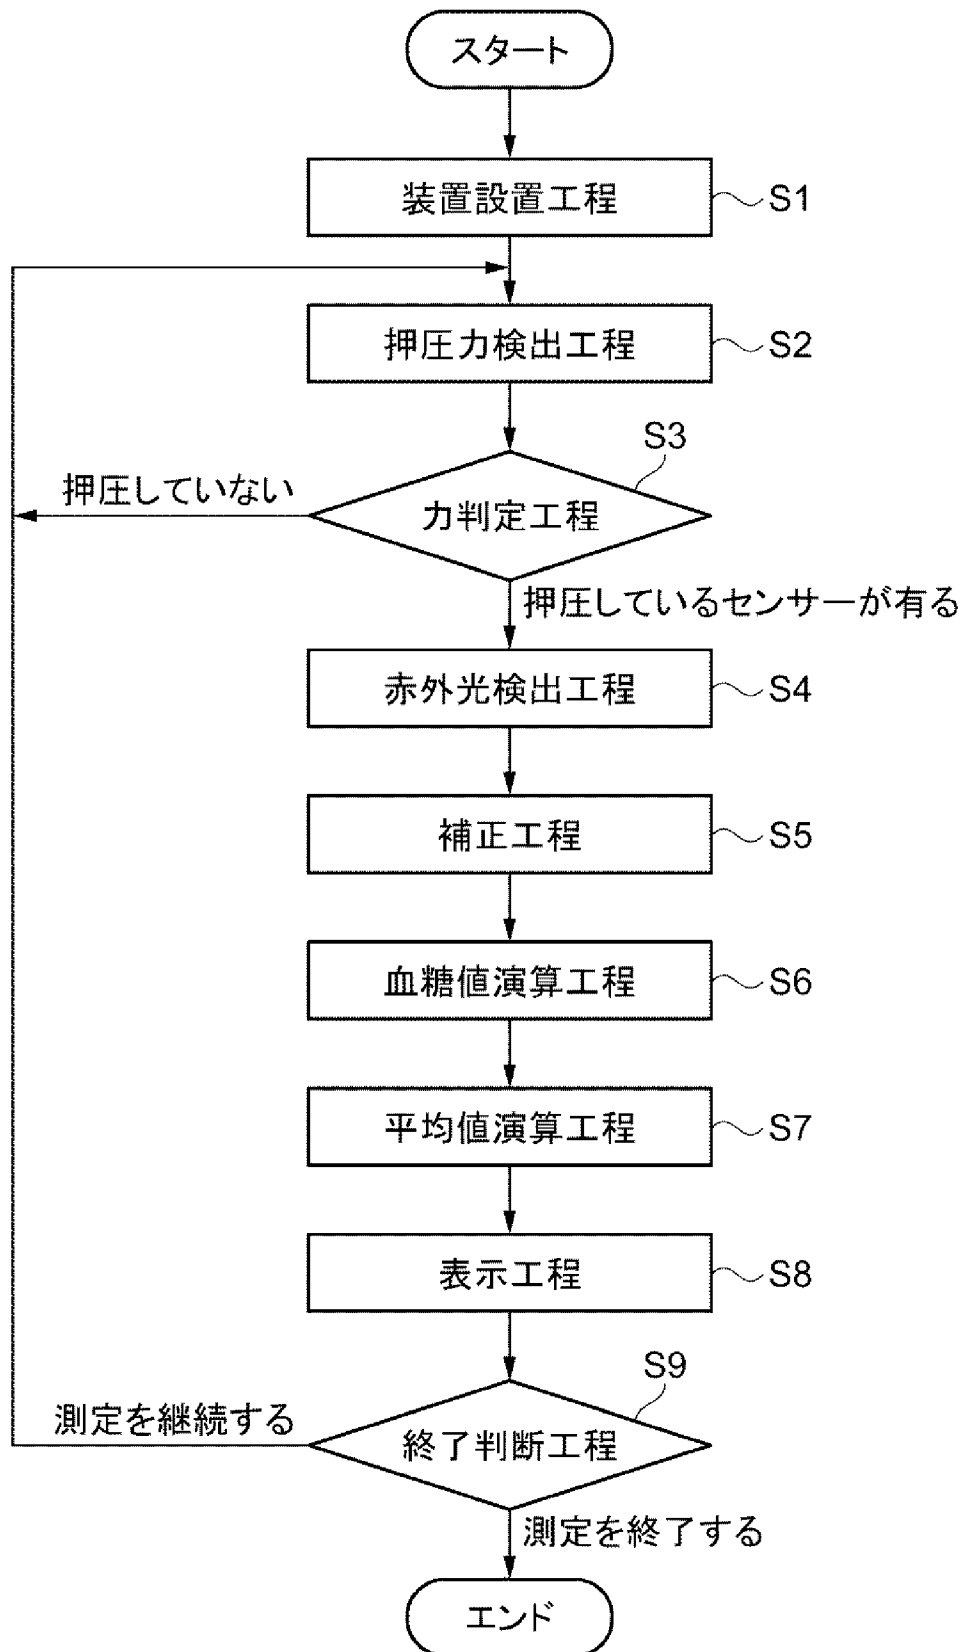 スタート
装置設置工程
S1
押圧力検出工程
S2
S3
押圧していない
力判定工程
押圧しているセンサーが有る
赤外光検出工程
S4
補正工程
S5
血糖値演算工程
S6
平均値演算工程
S7
表示工程
S8
S9
測定を継続する
終了判断工程
測定を終了する
エンド